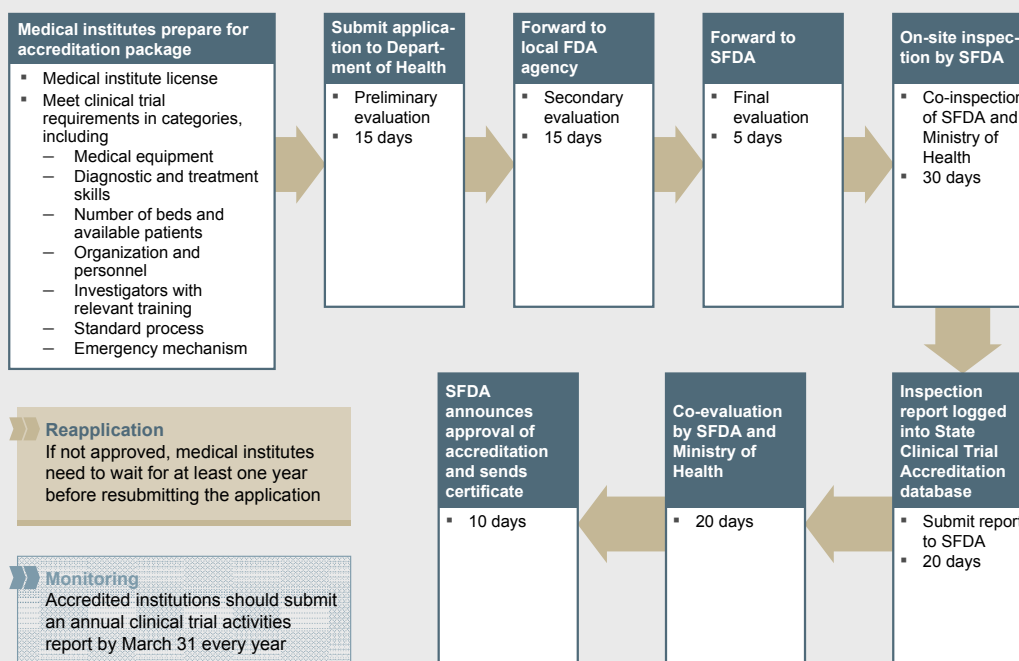 Medical institutes prepare for
accreditation package
▪ Medical institute license
▪ Meet clinical trial
requirements in categories,
including
— Medical equipment
— Diagnostic and treatment
skills
— Number of beds and
available patients
— Organization and
personnel
— Investigators with
relevant training
— Standard process
— Emergency mechanism
Submit applica-
tion to Depart-
ment of Health
▪ Preliminary
evaluation
▪ 15 days
Forward to
local FDA
agency
▪ Secondary
evaluation
▪ 15 days
Forward to
SFDA
▪ Final
evaluation
▪ 5 days
On-site inspec-
tion by SFDA
▪ Co-inspection
of SFDA and
Ministry of
Health
▪ 30 days
Inspection
report logged
into State
Clinical Trial
Accreditation
database
▪ Submit report
to SFDA
▪ 20 days
Co-evaluation
by SFDA and
Ministry of
Health
▪ 20 days
SFDA
announces
approval of
accreditation
and sends
certificate
▪ 10 days
Reapplication
If not approved, medical institutes
need to wait for at least one year
before resubmitting the application
Monitoring
Accredited institutions should submit
an annual clinical trial activities
report by March 31 every year